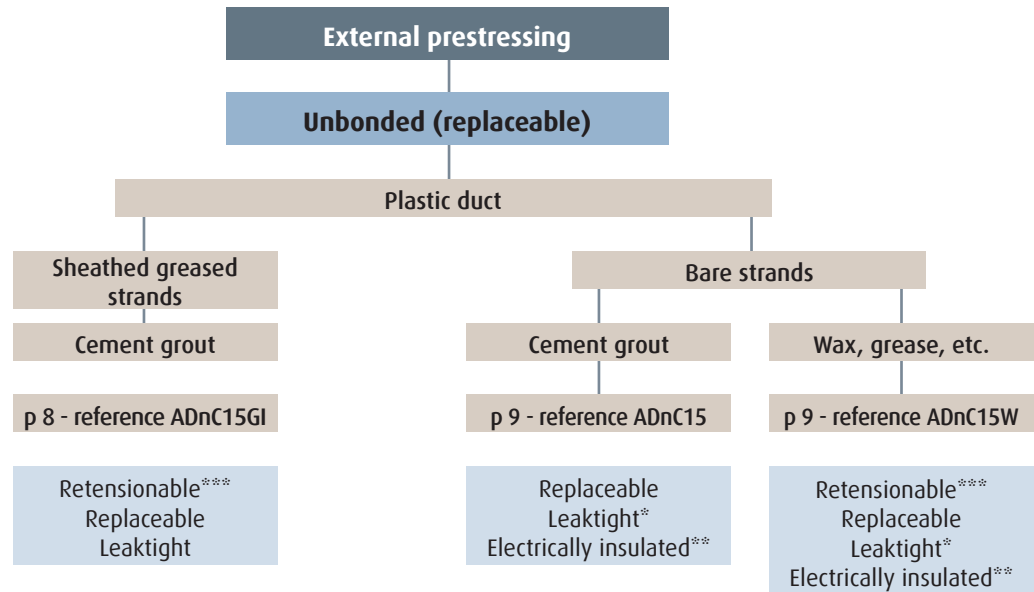 External prestressing
Unbonded (replaceable)
Plastic duct
Sheathed greased
strands
Cement grout
p 8 - reference ADnC15GI
Retensionable***
Replaceable
Leaktight
Bare strands
Cement grout
p 9 - reference ADnC15
Replaceable
Leaktight*
Electrically insulated**
Wax, grease, etc.
p 9 - reference ADnC15W
Retensionable***
Replaceable
Leaktight*
Electrically insulated**